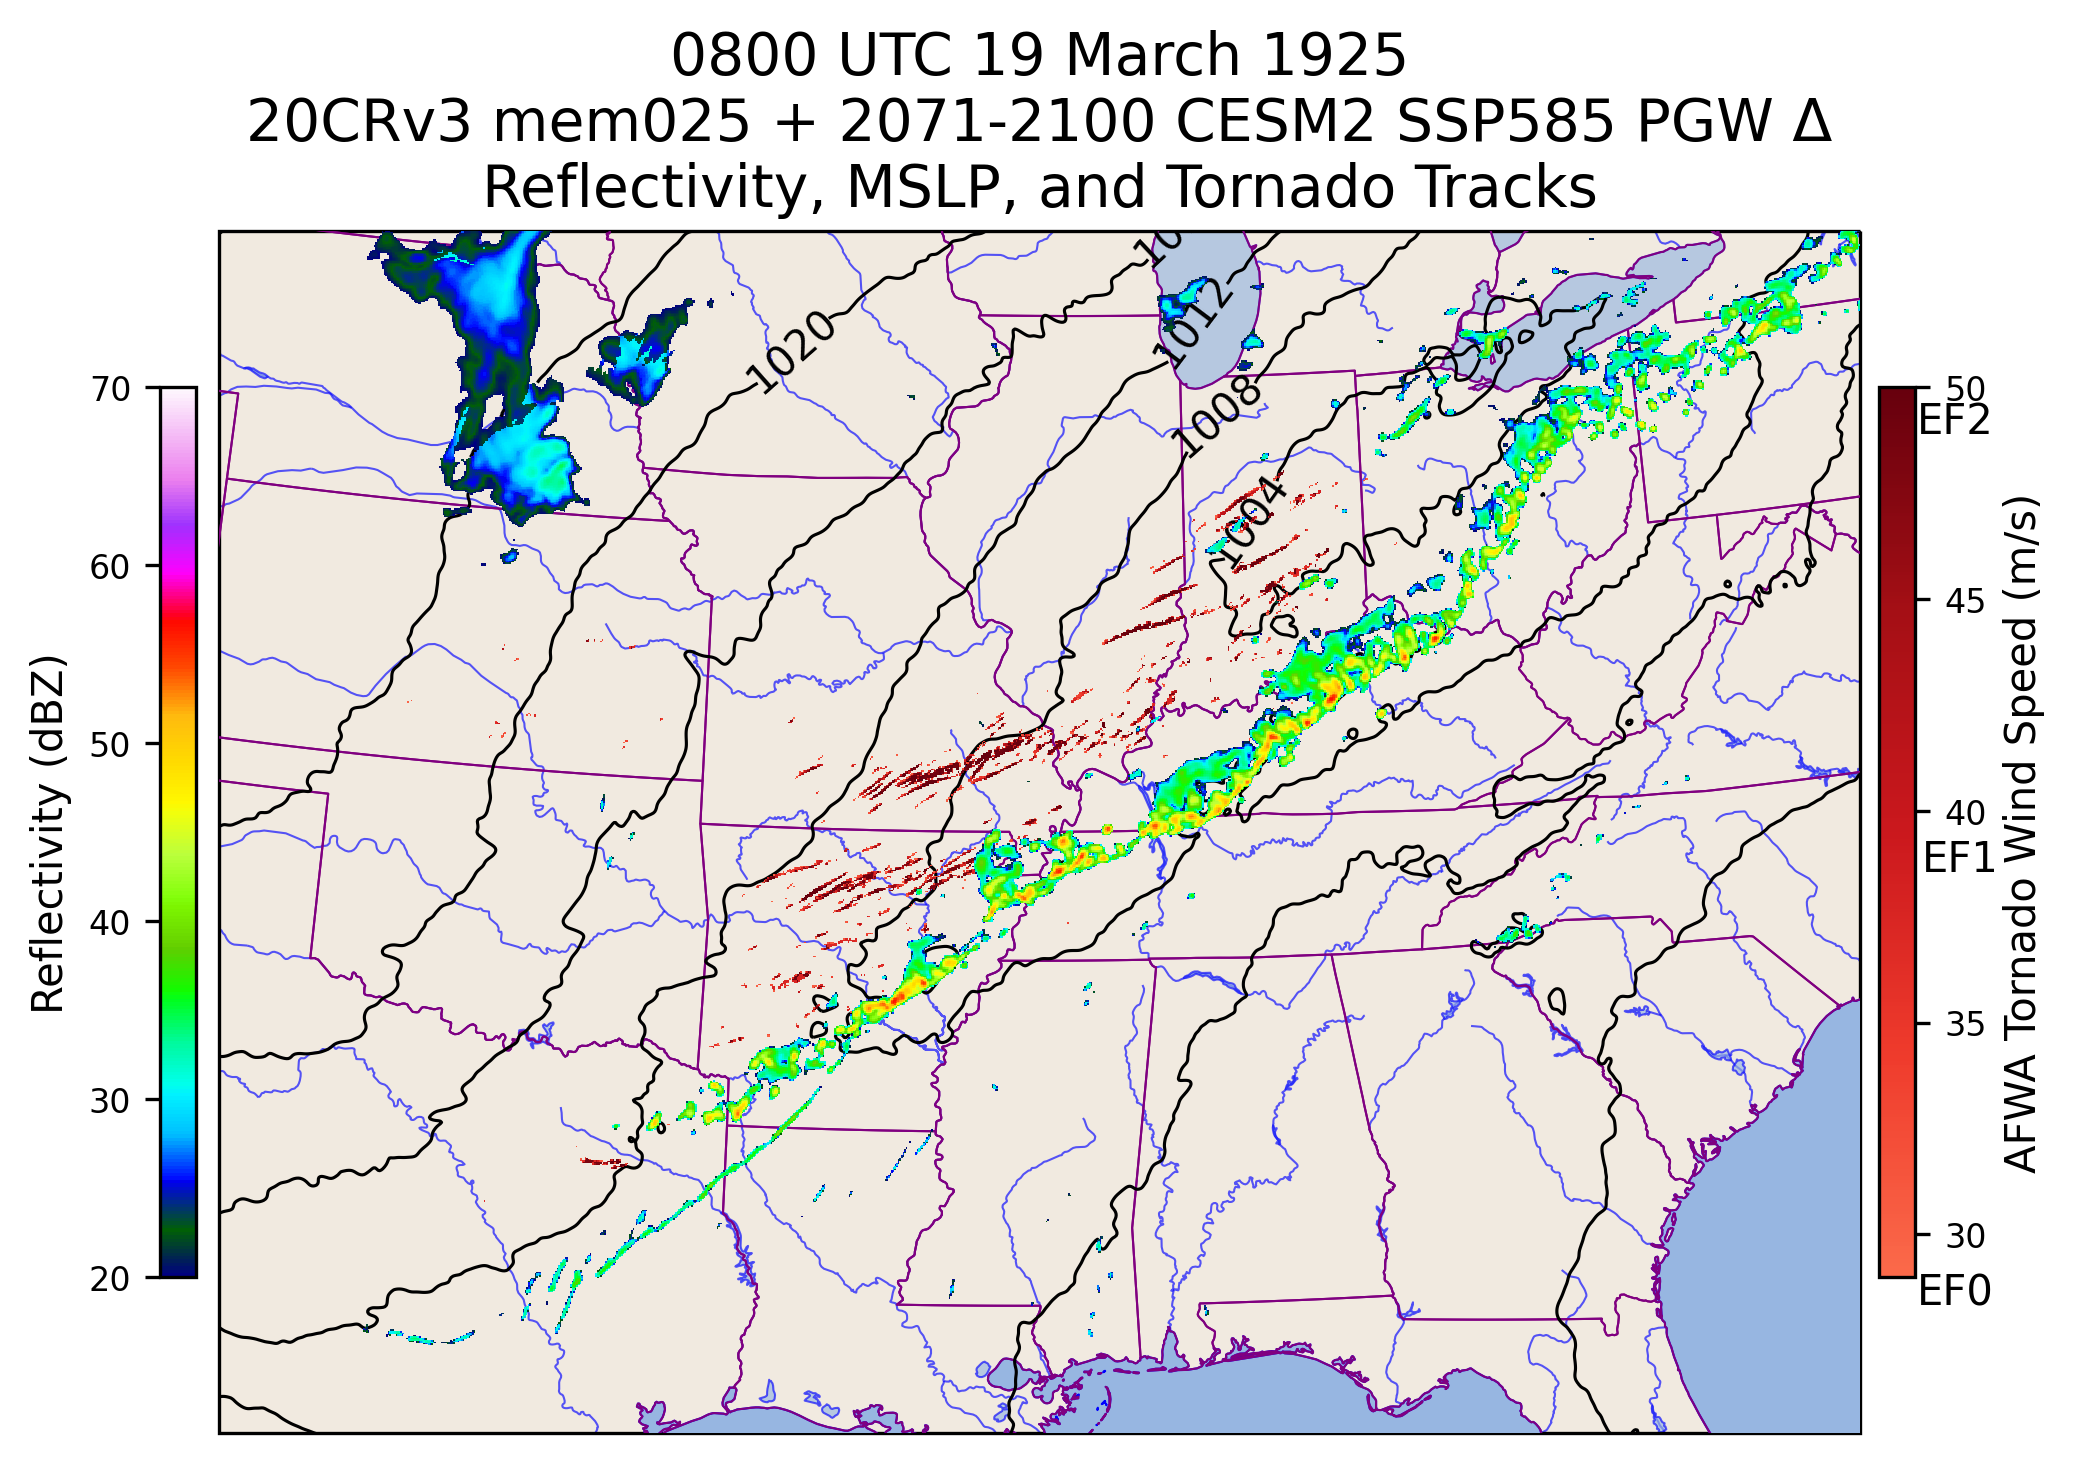 0800 UTC 19 March 1925
20CRv3 mem025 + 2071-2100 CESM2 SSP585 PGW Δ
Reflectivity, MSLP, and Tornado Tracks
1020
1012
1008
1004
Reflectivity (dBZ)
70
60
50
40
30
20
50
EF2
45
40
EF1
35
30
EF0
AFWA Tornado Wind Speed (m/s)